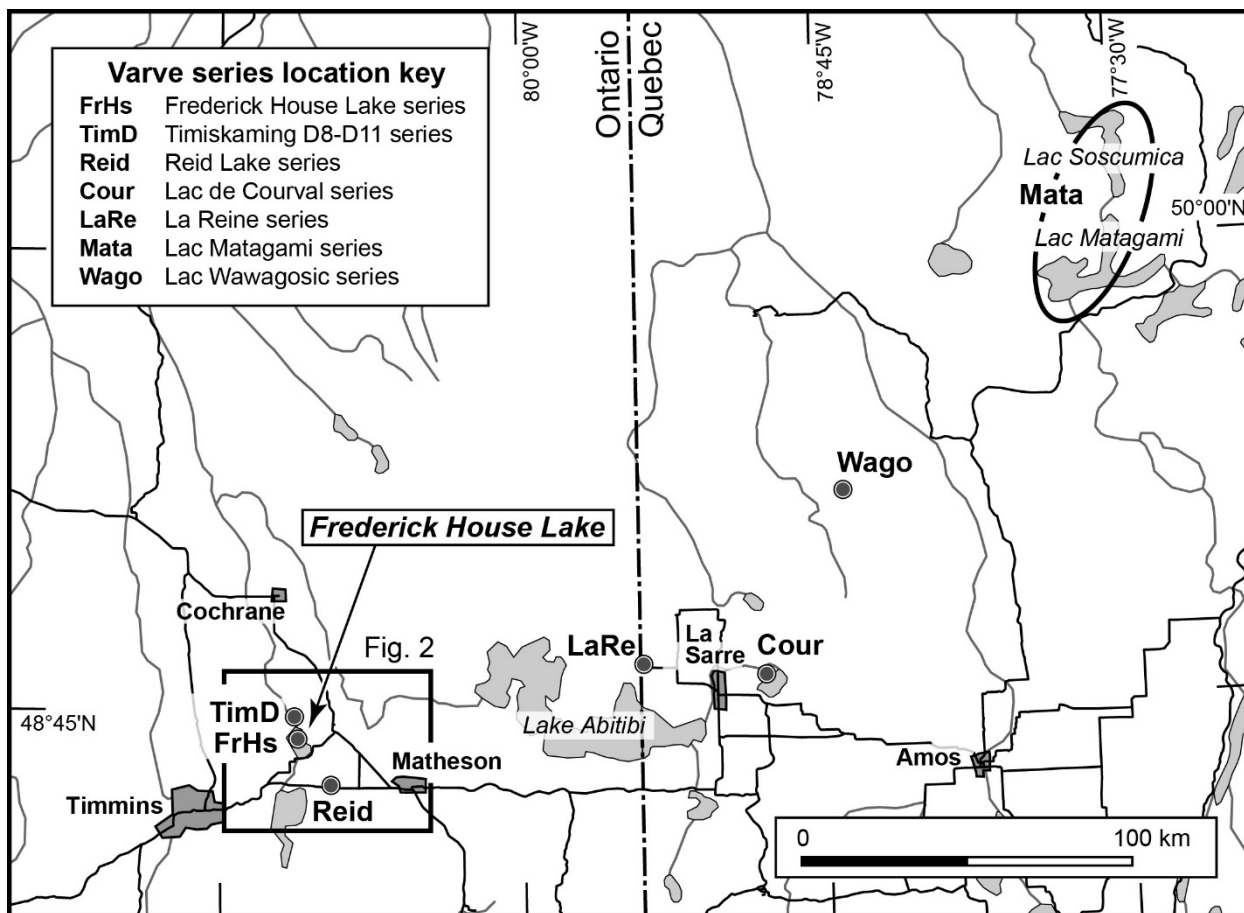 Varve series location key
FrHs Frederick House Lake series
TimD Timiskaming D8-D11 series
Reid Reid Lake series
Cour Lac de Courval series
LaRe La Reine series
Mata Lac Matagami series
Wago Lac Wawagosic series
80°00'W
Ontario
Quebec
78°45'W
77°30'W
Lac Soscumica
Mata
50°00'N
Lac Matagami
Wago
Frederick House Lake
Cochrane
Fig. 2
LaRe
La
Sarre
Cour
48°45'N
TimD
FrHs
Lake Abitibi
Matheson
Amos
Timmins
Reid
0 100 km